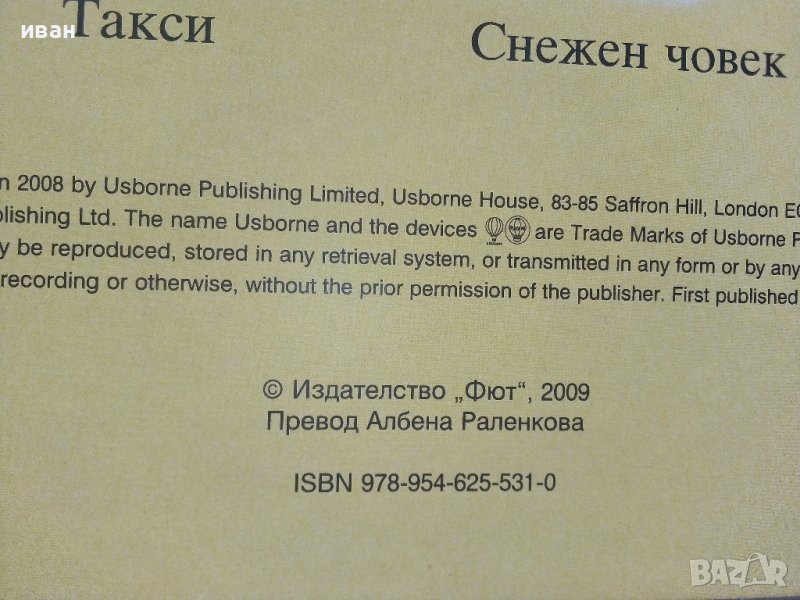 иван
Такси
Снежен човек
n 2008 by Usborne Publishing Limited, Usborne House, 83-85 Saffron Hill, London EC
blishing Ltd. The name Usborne and the devices are Trade Marks of Usborne P
y be reproduced, stored in any retrieval system, or transmitted in any form or by any
recording or otherwise, without the prior permission of the publisher. First published
© Издателство „Фют“, 2009
Превод Албена Раленкова
ISBN 978-954-625-531-0
BAZAR